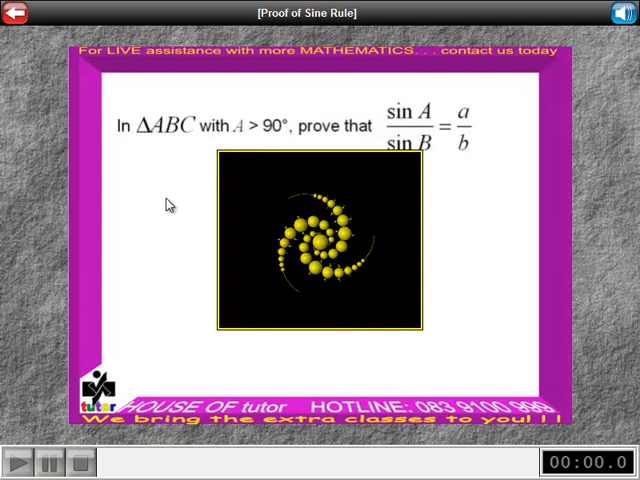 [Proof of Sine Rule]
For LIVE assistance with more MATHEMATICS. . . contact us today
In ΔABC with A > 90°, prove that sin A / sin B = a / b
tutor HOUSE OF tutor HOTLINE: 083 9100 999
We bring the extra classes to you! ! !
00:00.0